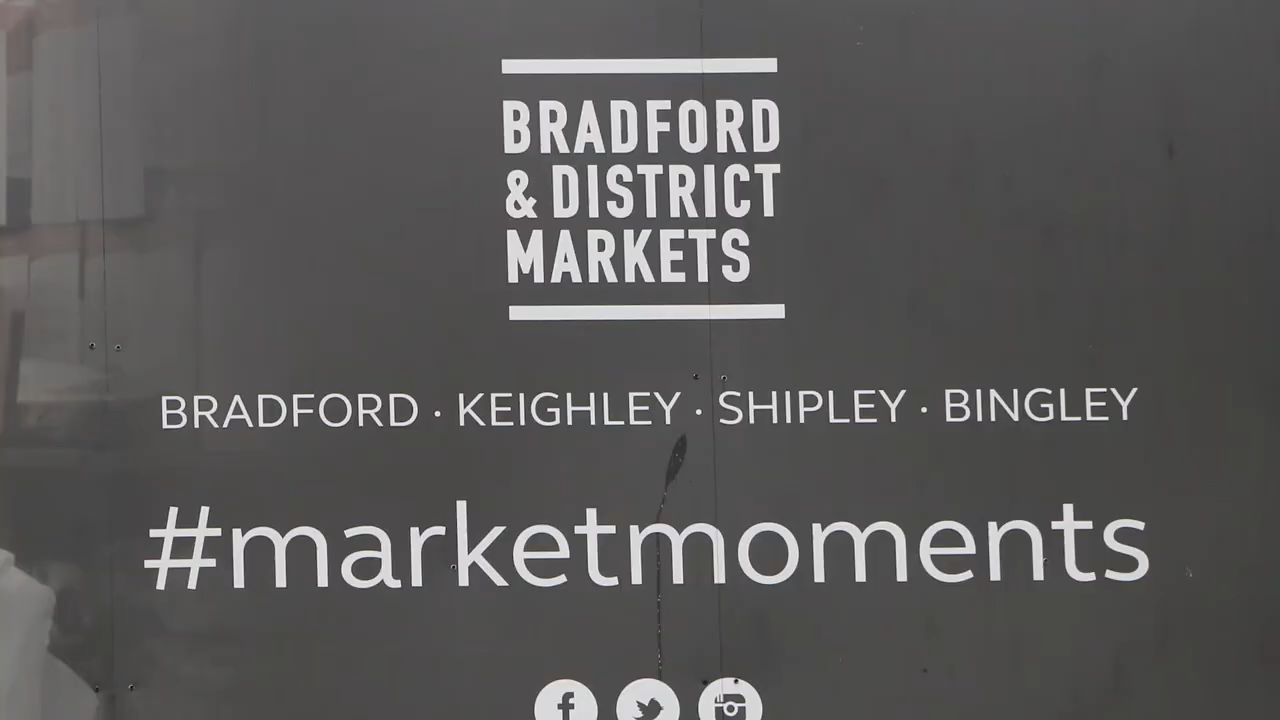 BRADFORD
& DISTRICT
MARKETS
BRADFORD · KEIGHLEY · SHIPLEY · BINGLEY
#marketmoments